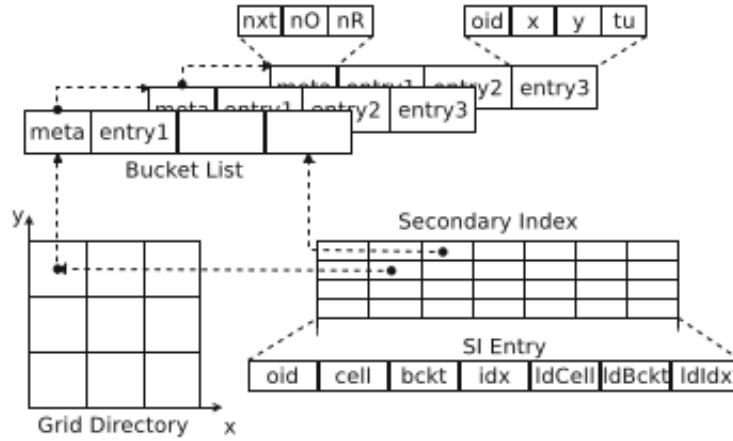 nxt nO nR
oid x y tu
meta entry1 entry2 entry3
meta entry1 entry2 entry3
meta entry1
Bucket List
y
Secondary Index
SI Entry
oid cell bckt idx ldCell ldBckt ldIdx
Grid Directory x